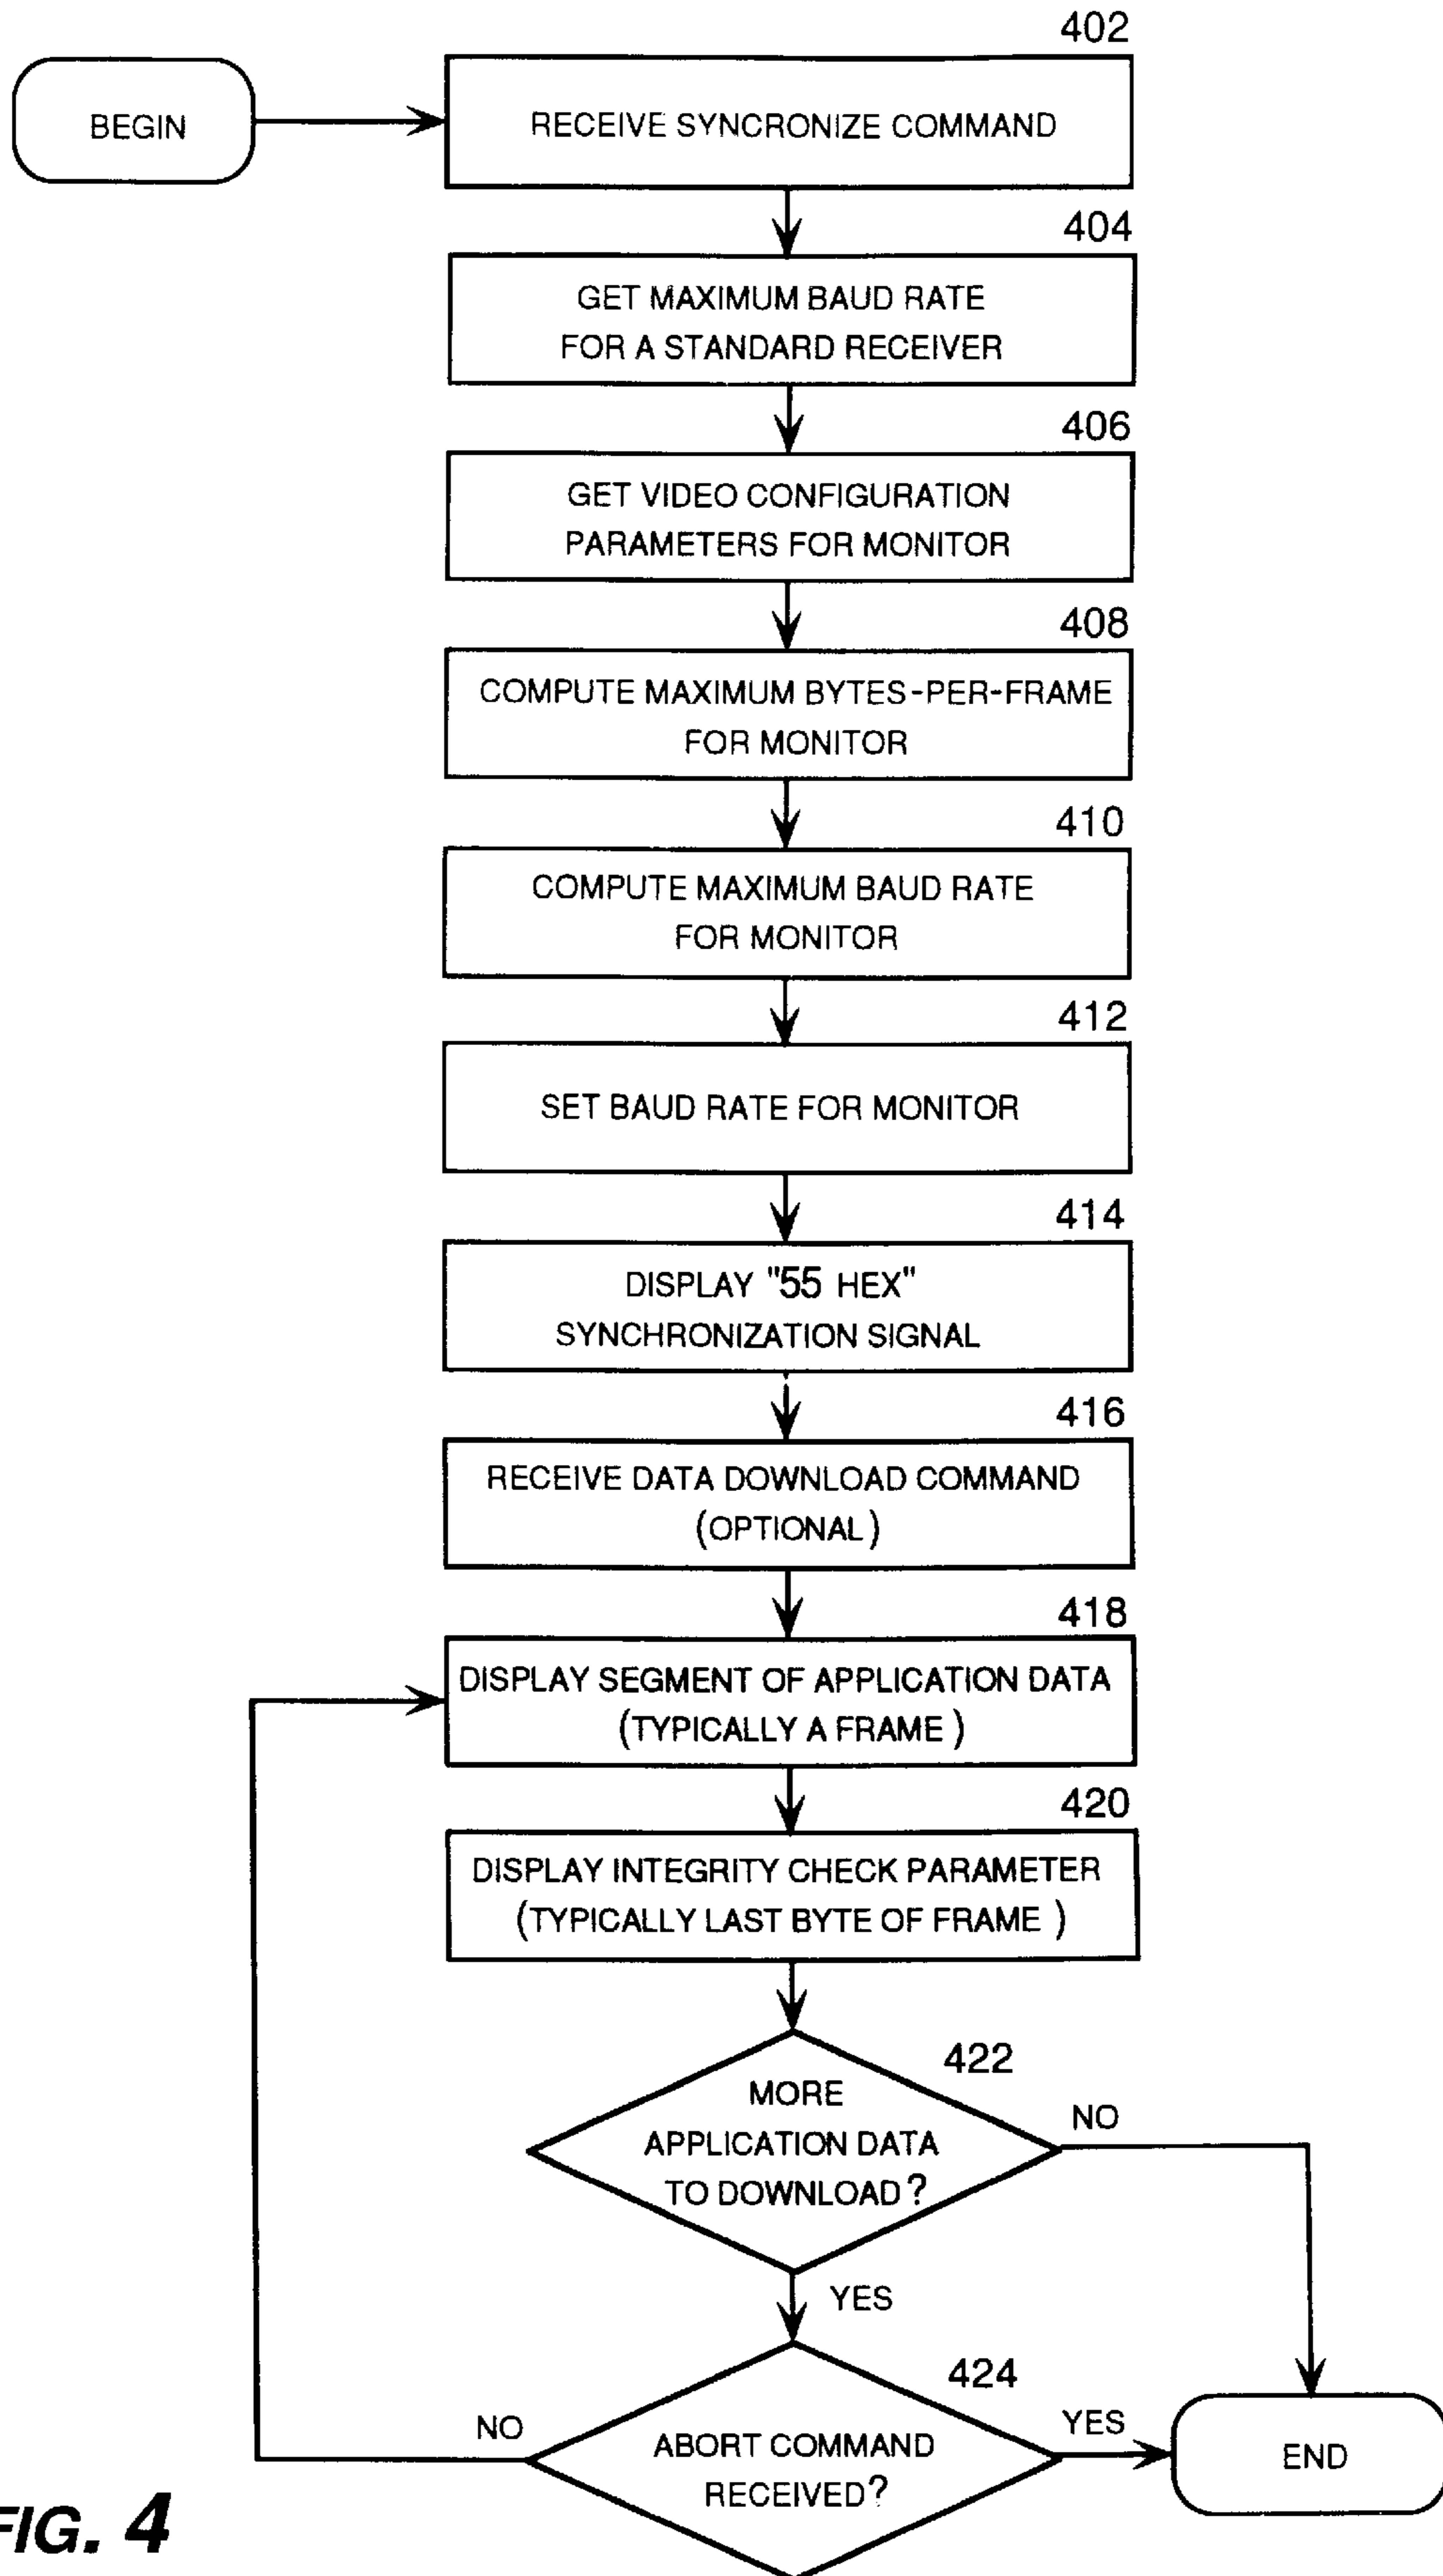 402
BEGIN
RECEIVE SYNCRONIZE COMMAND
404
GET MAXIMUM BAUD RATE
FOR A STANDARD RECEIVER
406
GET VIDEO CONFIGURATION
PARAMETERS FOR MONITOR
408
COMPUTE MAXIMUM BYTES-PER-FRAME
FOR MONITOR
410
COMPUTE MAXIMUM BAUD RATE
FOR MONITOR
412
SET BAUD RATE FOR MONITOR
414
DISPLAY "55 HEX"
SYNCHRONIZATION SIGNAL
416
RECEIVE DATA DOWNLOAD COMMAND
(OPTIONAL)
418
DISPLAY SEGMENT OF APPLICATION DATA
(TYPICALLY A FRAME )
420
DISPLAY INTEGRITY CHECK PARAMETER
(TYPICALLY LAST BYTE OF FRAME )
422
MORE
APPLICATION DATA
TO DOWNLOAD?
NO
YES
424
ABORT COMMAND
RECEIVED?
NO
YES
END
FIG. 4